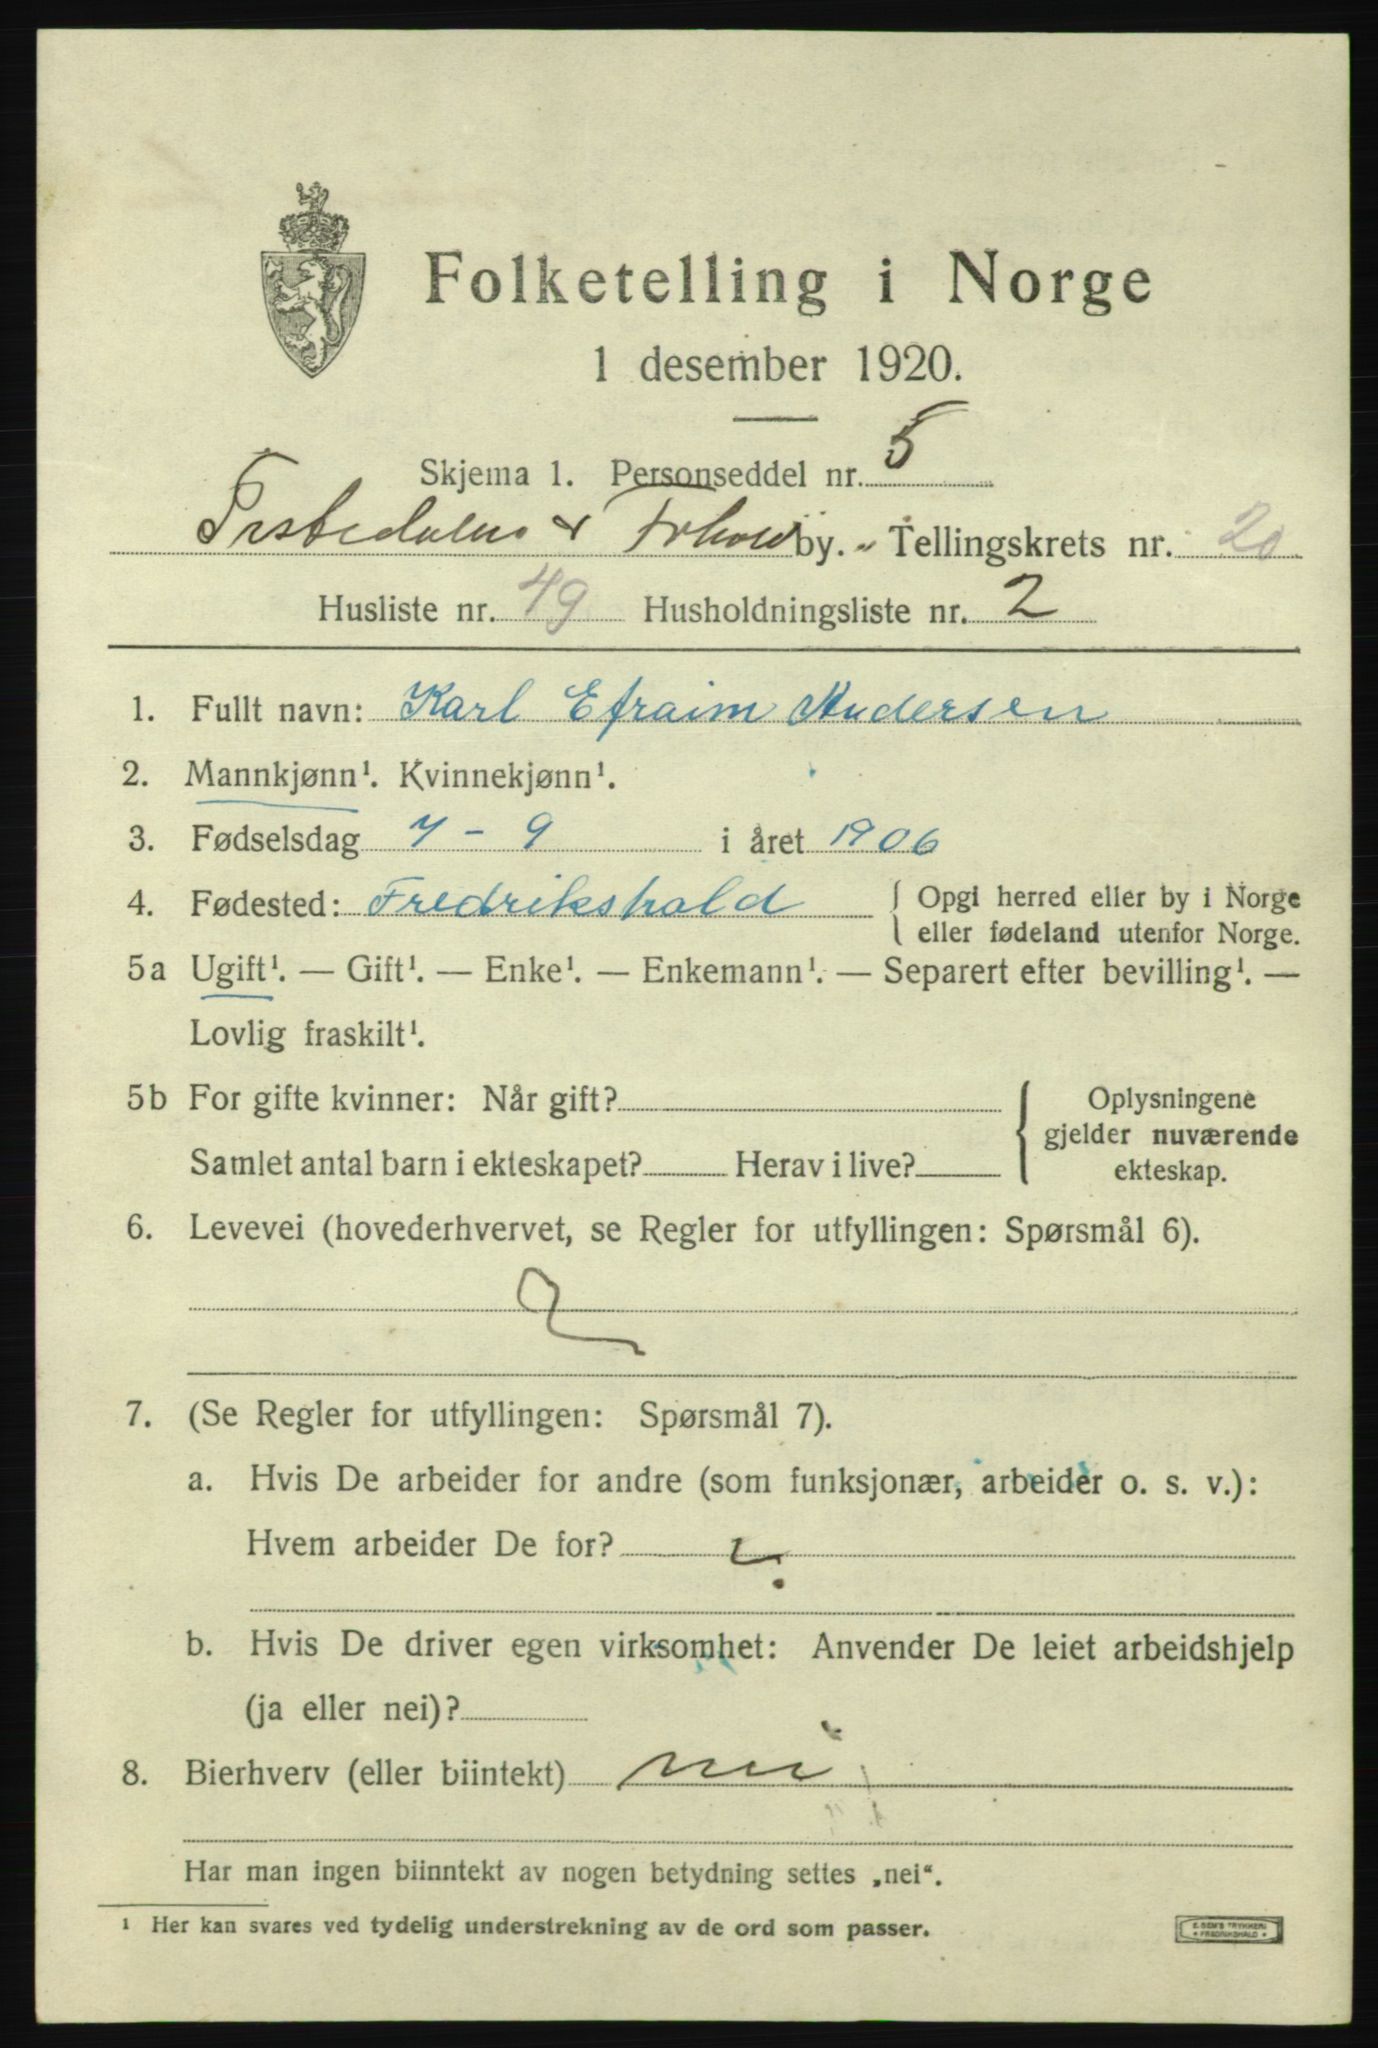 Folketelling i Norge
1 desember 1920.
Skjema 1. Personseddel nr. 5
by. Tellingskrets nr. 20
Husliste nr. 49 Husholdningsliste nr. 2
1. Fullt navn: Karl Efraim Andersen
2. Mannkjønn¹. Kvinnekjønn¹.
3. Fødselsdag 7 - 9 i året 1906
4. Fødested: Fredrikshald { Opgi herred eller by i Norge
eller fødeland utenfor Norge.
5a Ugift¹. — Gift¹. — Enke¹. — Enkemann¹. — Separert efter bevilling¹. —
Lovlig fraskilt¹.
5b For gifte kvinner: Når gift? { Oplysningene
gjelder nuværende
Samlet antal barn i ekteskapet? Herav i live? ekteskap.
6. Levevei (hovederhvervet, se Regler for utfyllingen: Spørsmål 6).
7. (Se Regler for utfyllingen: Spørsmål 7).
a. Hvis De arbeider for andre (som funksjonær, arbeider o. s. v.):
Hvem arbeider De for?
b. Hvis De driver egen virksomhet: Anvender De leiet arbeidshjelp
(ja eller nei)?
8. Bierhverv (eller biintekt) nei
Har man ingen biinntekt av nogen betydning settes „nei“.
¹ Her kan svares ved tydelig understrekning av de ord som passer.
E. SEM'S TRYKKERI
• FREDRIKSHALD •